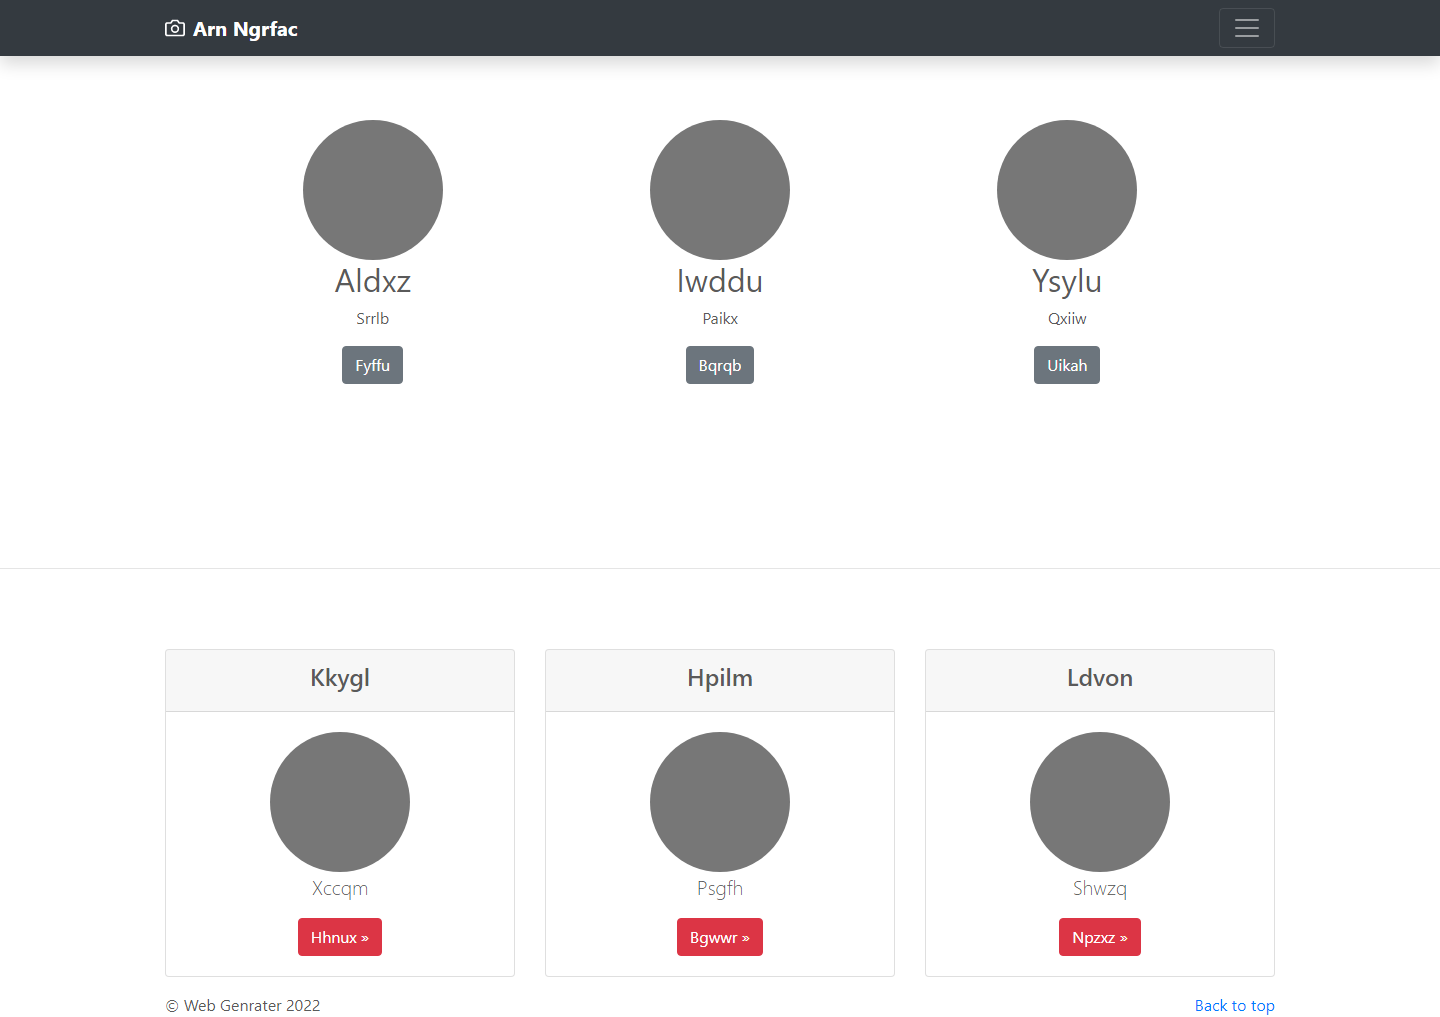 Arn Ngrfac
Aldxz
Iwddu
Ysylu
Srrlb
Paikx
Qxiiw
Fyffu
Bqrqb
Uikah
Kkygl
Hpilm
Ldvon
Xccqm
Psgfh
Shwzq
Hhnux »
Bgwwr »
Npzxz »
© Web Genrater 2022
Back to top